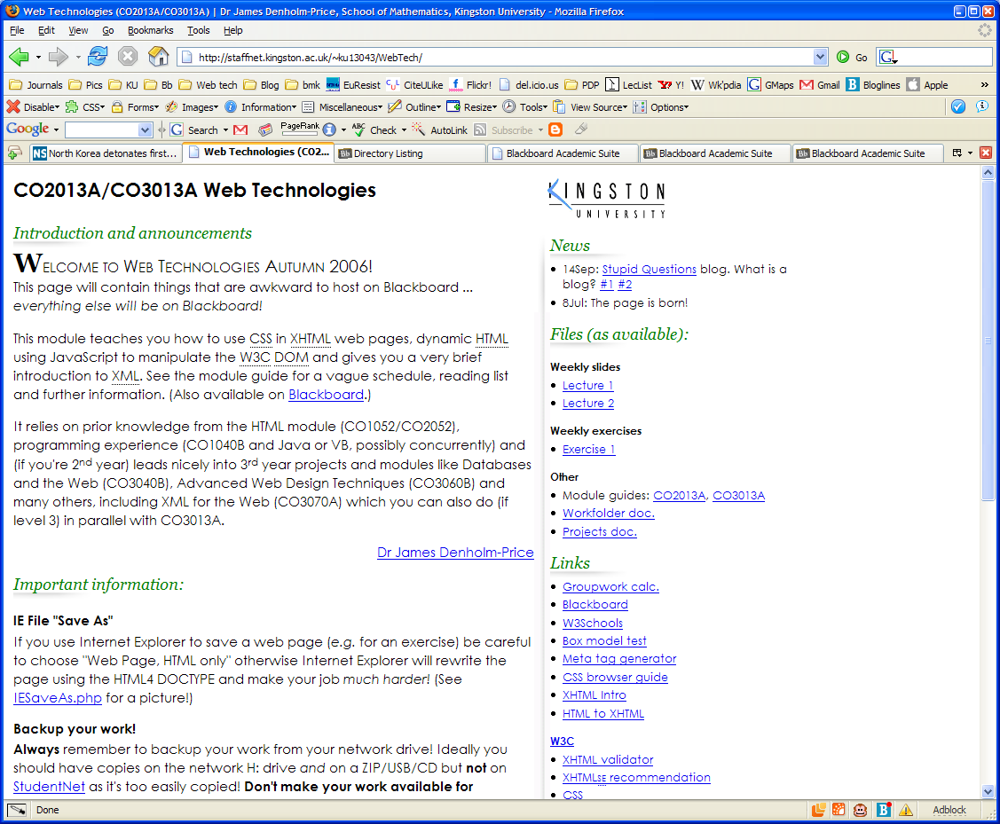 Web Technologies (CO2013A/CO3013A) | Dr James Denholm-Price, School of Mathematics, Kingston University - Mozilla Firefox
File Edit View Go Bookmarks Tools Help
http://staffnet.kingston.ac.uk/~ku13043/WebTech/ Go G
Journals Pics KU Bb Web tech Blog bmk EuResist CiteULike Flickr! del.icio.us PDP LecList Y! Wk'pdia GMaps Gmail Bloglines Apple »
Disable CSS Forms Images Information Miscellaneous Outline Resize Tools View Source Options
Google G Search PageRank ABC Check AutoLink Subscribe
NS North Korea detonates first... Web Technologies (CO2... Bb Directory Listing Blackboard Academic Suite Bb Blackboard Academic Suite Bb Blackboard Academic Suite
CO2013A/CO3013A Web Technologies
Introduction and announcements
Welcome to Web Technologies Autumn 2006!
This page will contain things that are awkward to host on Blackboard ...
everything else will be on Blackboard!
This module teaches you how to use CSS in XHTML web pages, dynamic HTML
using JavaScript to manipulate the W3C DOM and gives you a very brief
introduction to XML. See the module guide for a vague schedule, reading list
and further information. (Also available on Blackboard.)
It relies on prior knowledge from the HTML module (CO1052/CO2052),
programming experience (CO1040B and Java or VB, possibly concurrently) and
(if you're 2nd year) leads nicely into 3rd year projects and modules like Databases
and the Web (CO3040B), Advanced Web Design Techniques (CO3060B) and
many others, including XML for the Web (CO3070A) which you can also do (if
level 3) in parallel with CO3013A.
Dr James Denholm-Price
Important information:
IE File "Save As"
If you use Internet Explorer to save a web page (e.g. for an exercise) be careful
to choose "Web Page, HTML only" otherwise Internet Explorer will rewrite the
page using the HTML4 DOCTYPE and make your job much harder! (See
IESaveAs.php for a picture!)
Backup your work!
Always remember to backup your work from your network drive! Ideally you
should have copies on the network H: drive and on a ZIP/USB/CD but not on
StudentNet as it's too easily copied! Don't make your work available for
KINGSTON
UNIVERSITY
News
14Sep: Stupid Questions blog. What is a
blog? #1 #2
8Jul: The page is born!
Files (as available):
Weekly slides
Lecture 1
Lecture 2
Weekly exercises
Exercise 1
Other
Module guides: CO2013A, CO3013A
Workfolder doc.
Projects doc.
Links
Groupwork calc.
Blackboard
W3Schools
Box model test
Meta tag generator
CSS browser guide
XHTML Intro
HTML to XHTML
W3C
XHTML validator
XHTMLSE recommendation
CSS
Done B Adblock